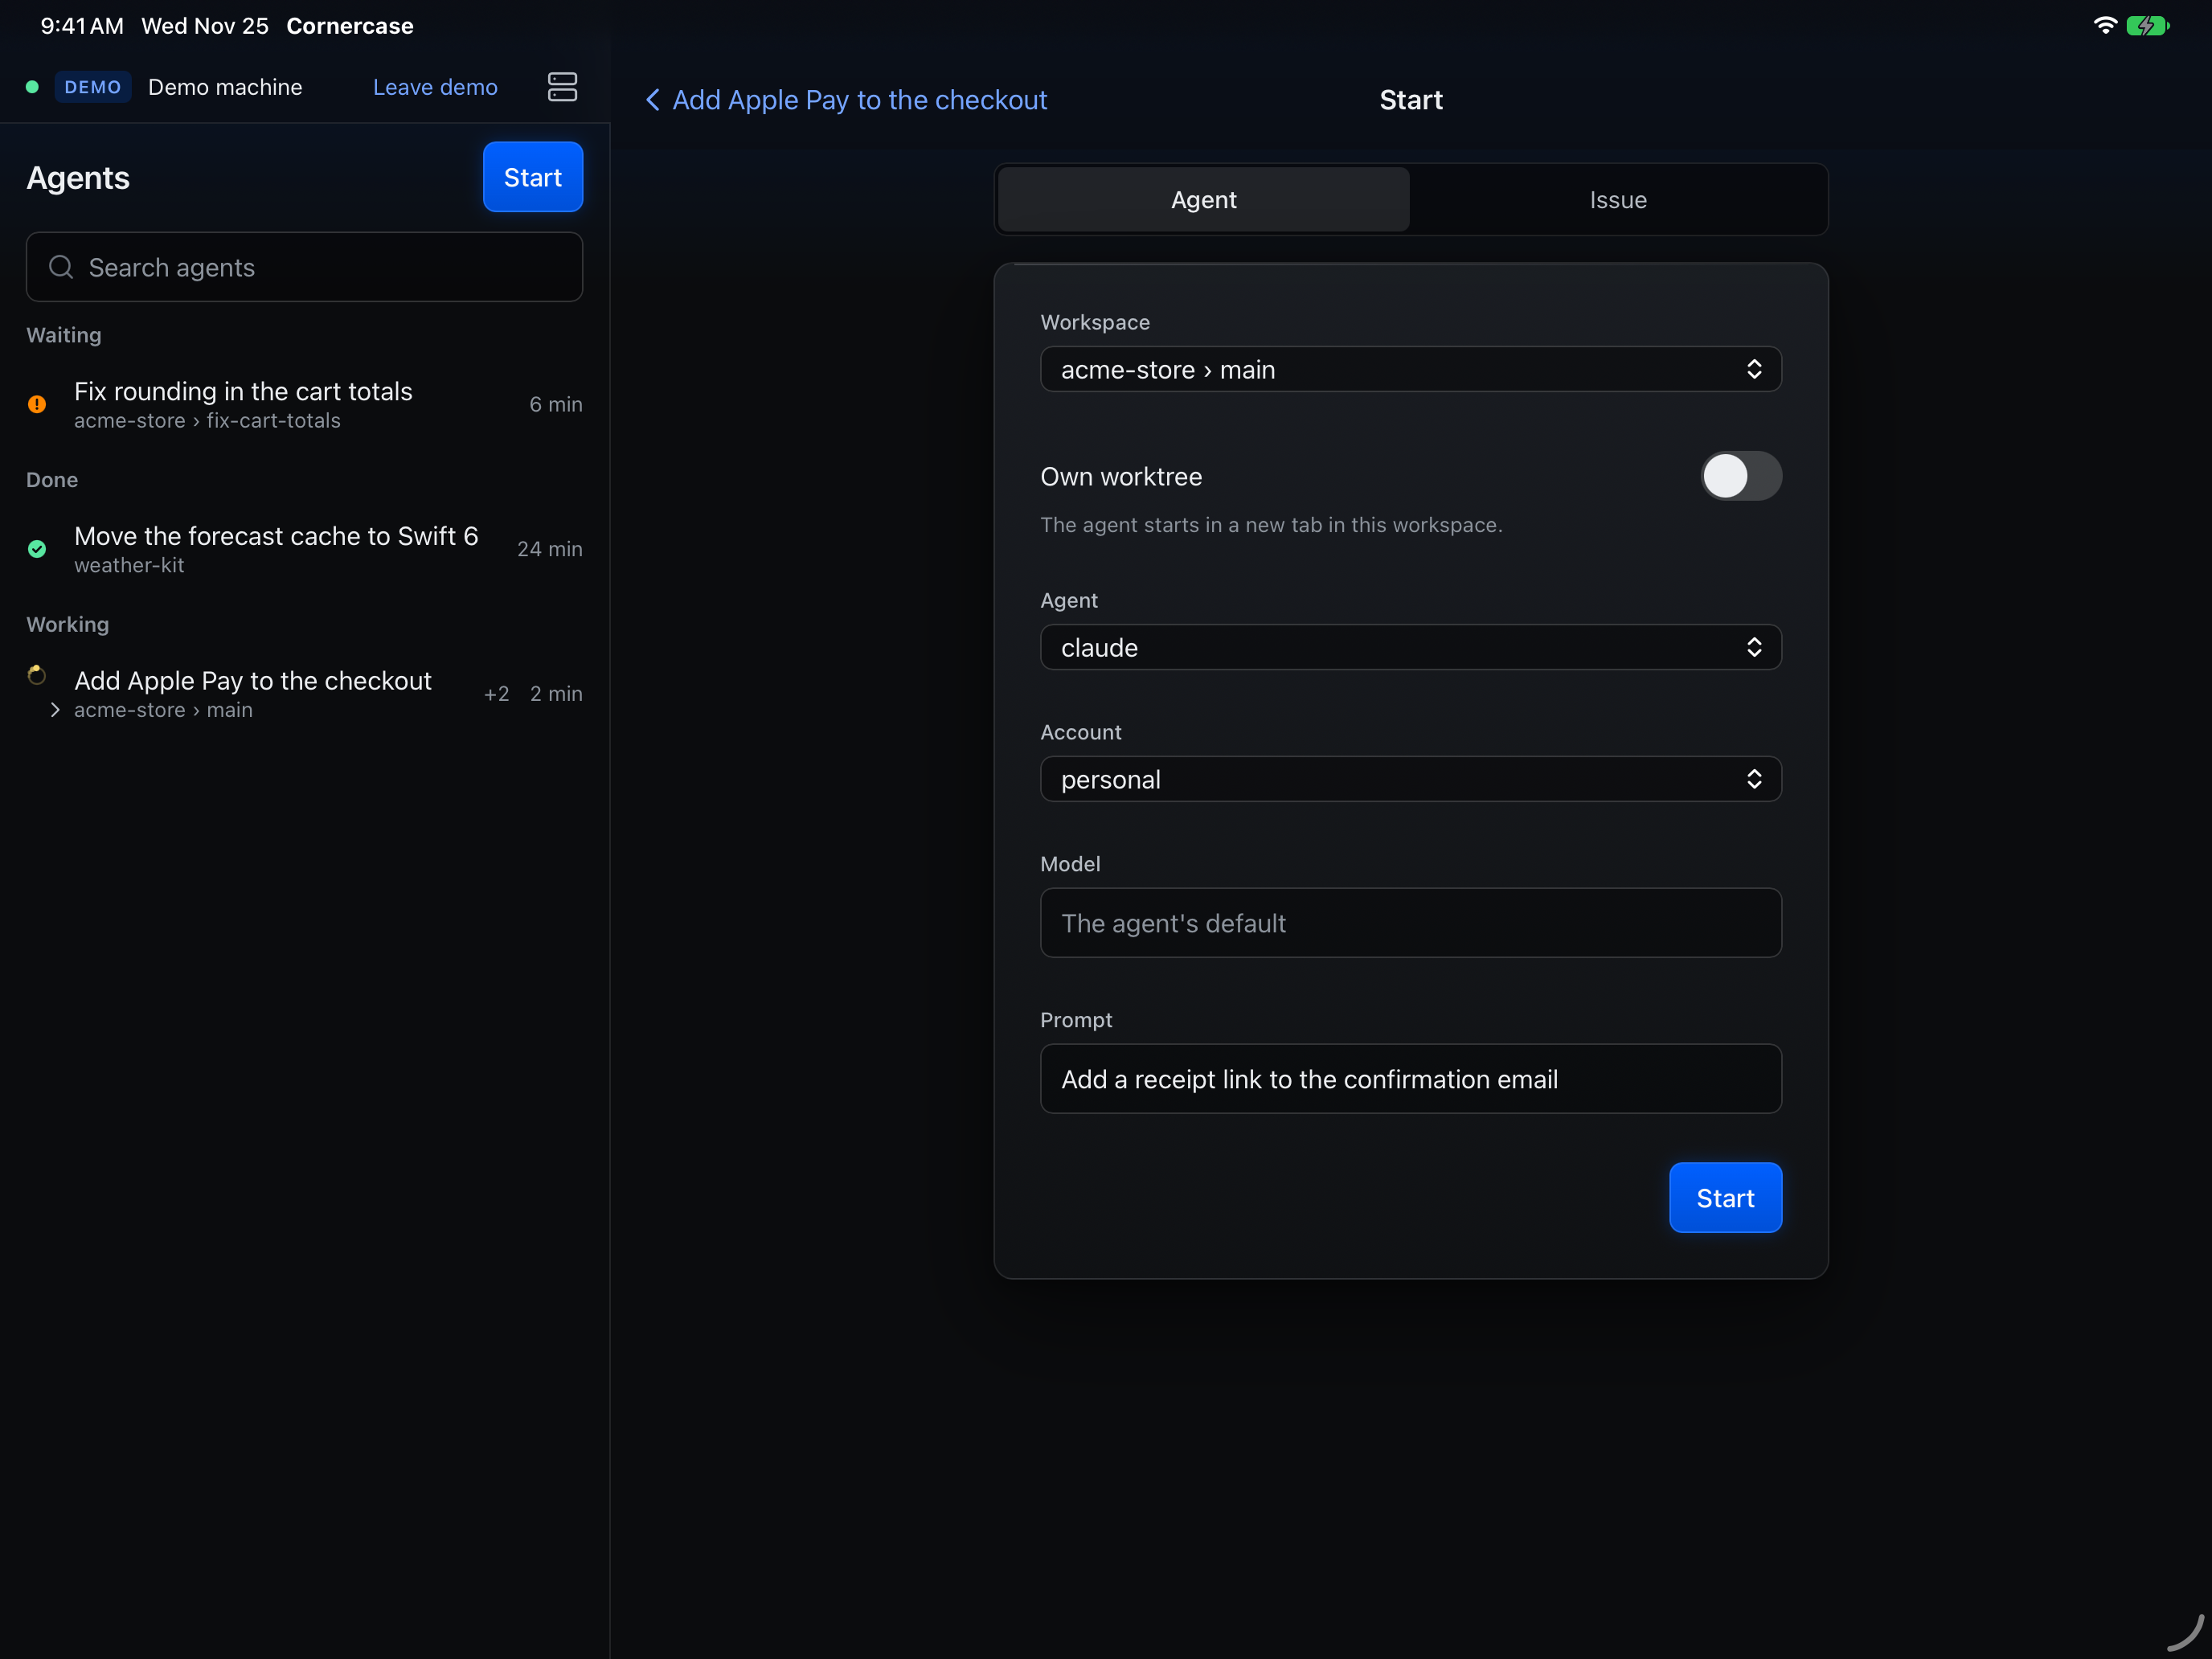 9:41 AM Wed Nov 25 Cornercase
DEMO Demo machine Leave demo
Agents
Start
Search agents
Waiting
Fix rounding in the cart totals
acme-store › fix-cart-totals
6 min
Done
Move the forecast cache to Swift 6
weather-kit
24 min
Working
Add Apple Pay to the checkout
acme-store › main
+2 2 min
Add Apple Pay to the checkout
Start
Agent
Issue
Workspace
acme-store › main
Own worktree
The agent starts in a new tab in this workspace.
Agent
claude
Account
personal
Model
The agent's default
Prompt
Add a receipt link to the confirmation email
Start